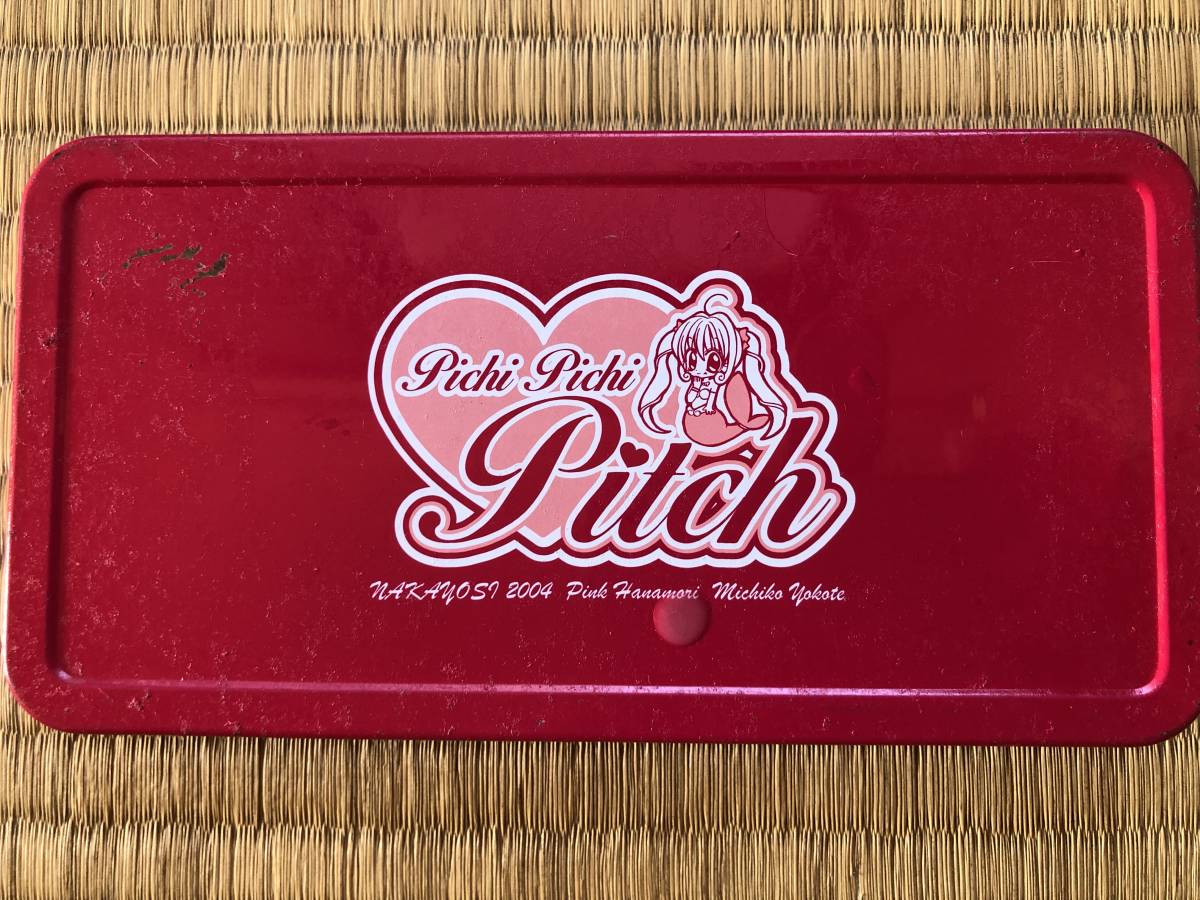 Pichi Pichi
Pitch
NAKAYOSI 2004 Pink Hanamori Michiko Yokote